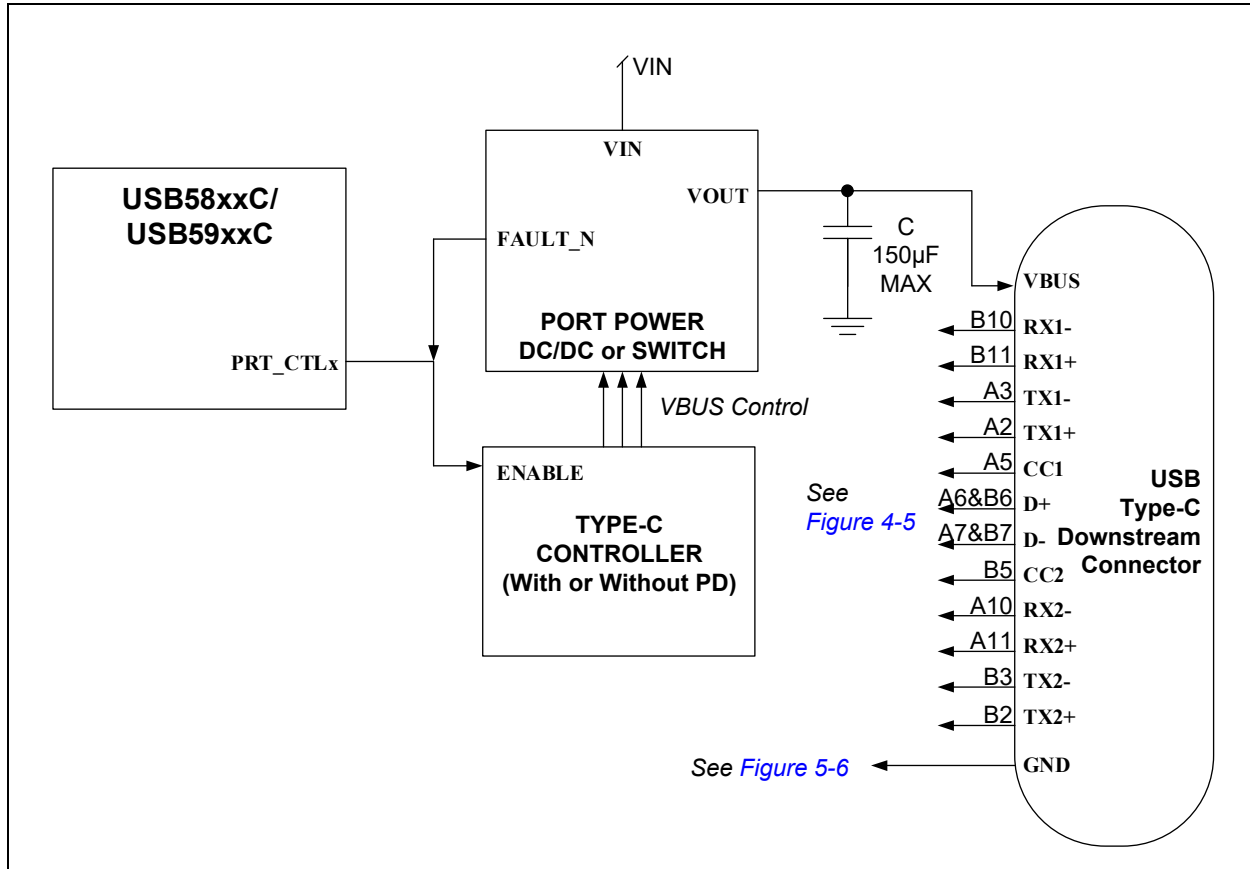 VIN
VIN
VOUT
USB58xxC/
USB59xxC
FAULT_N
C
150µF
MAX
PORT POWER
DC/DC or SWITCH
PRT_CTLx
VBUS Control
ENABLE
TYPE-C
CONTROLLER
(With or Without PD)
VBUS
B10 RX1-
B11 RX1+
A3 TX1-
A2 TX1+
A5 CC1
A6&B6 D+
A7&B7 D-
B5 CC2
A10 RX2-
A11 RX2+
B3 TX2-
B2 TX2+
GND
See
Figure 4-5
USB
Type-C
Downstream
Connector
See Figure 5-6